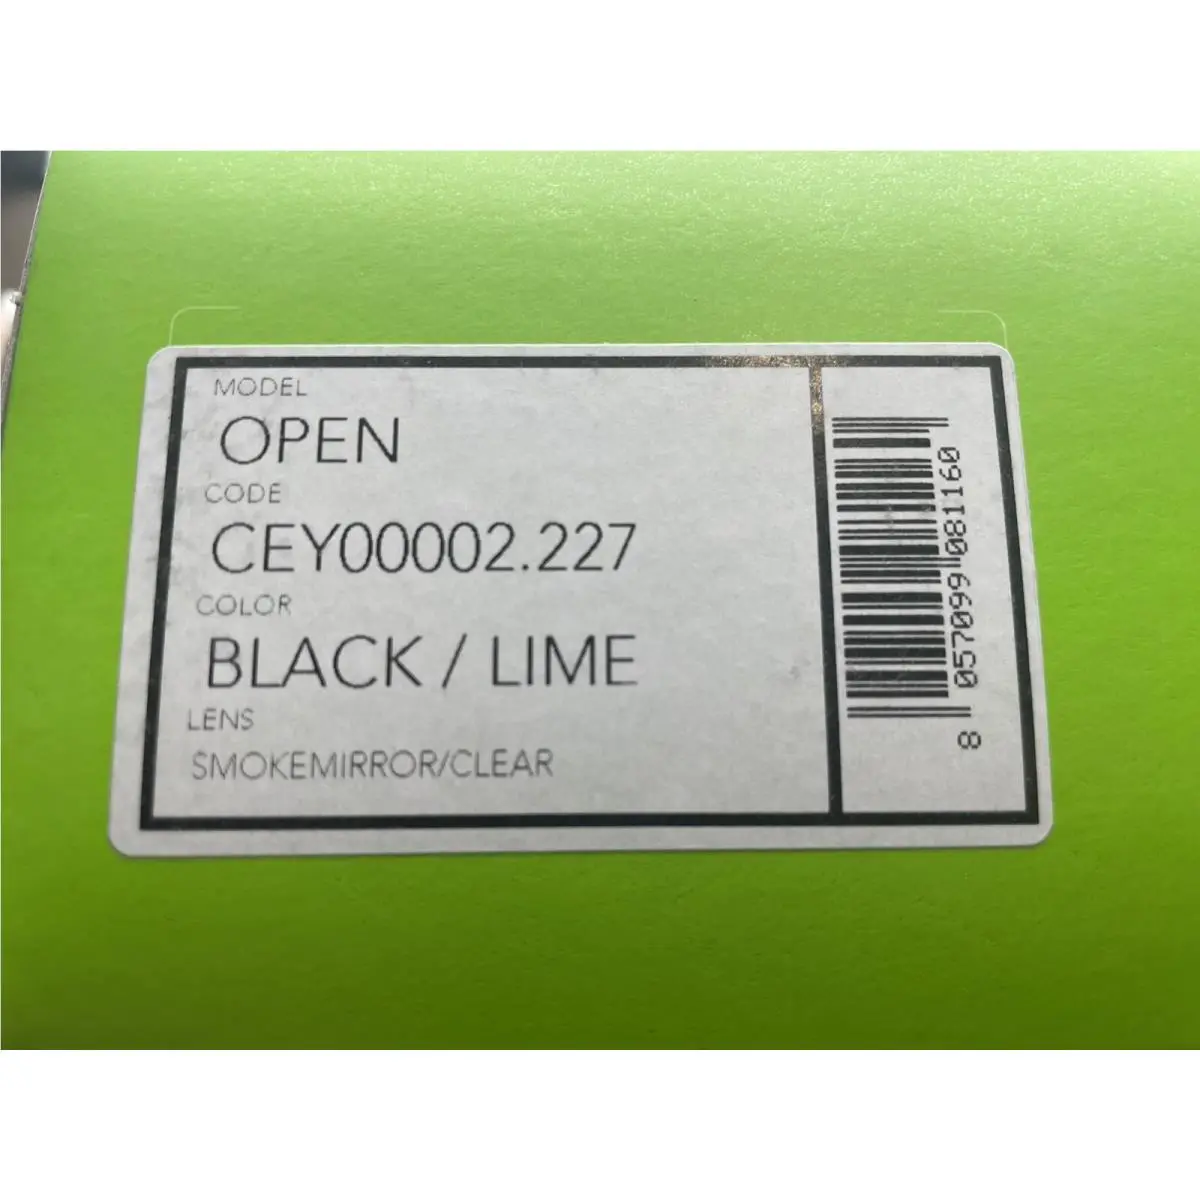 MODEL
OPEN
CODE
CEY00002.227
COLOR
BLACK / LIME
LENS
SMOKEMIRROR/CLEAR
8 057099 081160